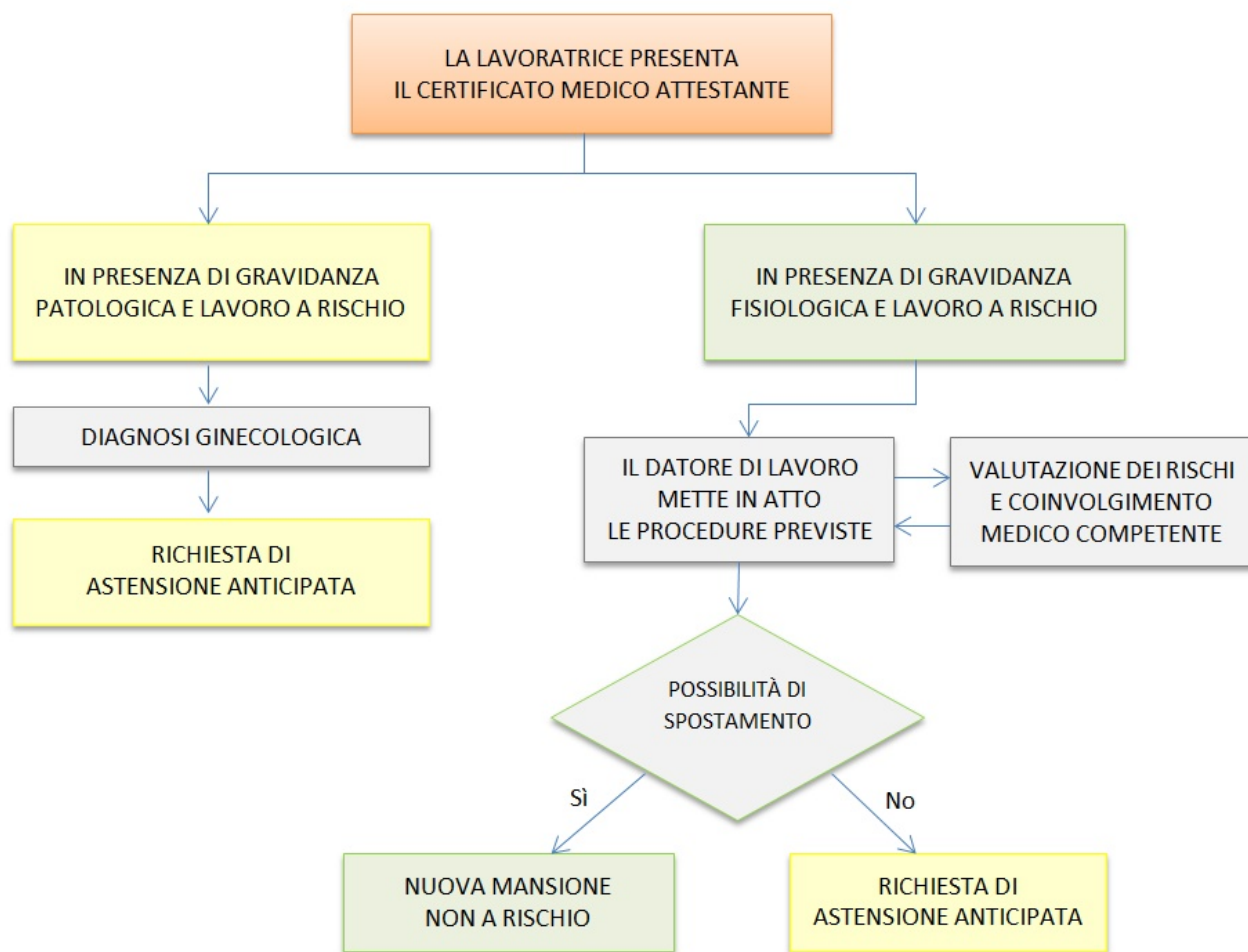 LA LAVORATRICE PRESENTA
IL CERTIFICATO MEDICO ATTESTANTE
IN PRESENZA DI GRAVIDANZA
PATOLOGICA E LAVORO A RISCHIO
IN PRESENZA DI GRAVIDANZA
FISIOLOGICA E LAVORO A RISCHIO
DIAGNOSI GINECOLOGICA
RICHIESTA DI
ASTENSIONE ANTICIPATA
IL DATORE DI LAVORO
METTE IN ATTO
LE PROCEDURE PREVISTE
VALUTAZIONE DEI RISCHI
E COINVOLGIMENTO
MEDICO COMPETENTE
POSSIBILITÀ DI
SPOSTAMENTO
Sì
No
NUOVA MANSIONE
NON A RISCHIO
RICHIESTA DI
ASTENSIONE ANTICIPATA